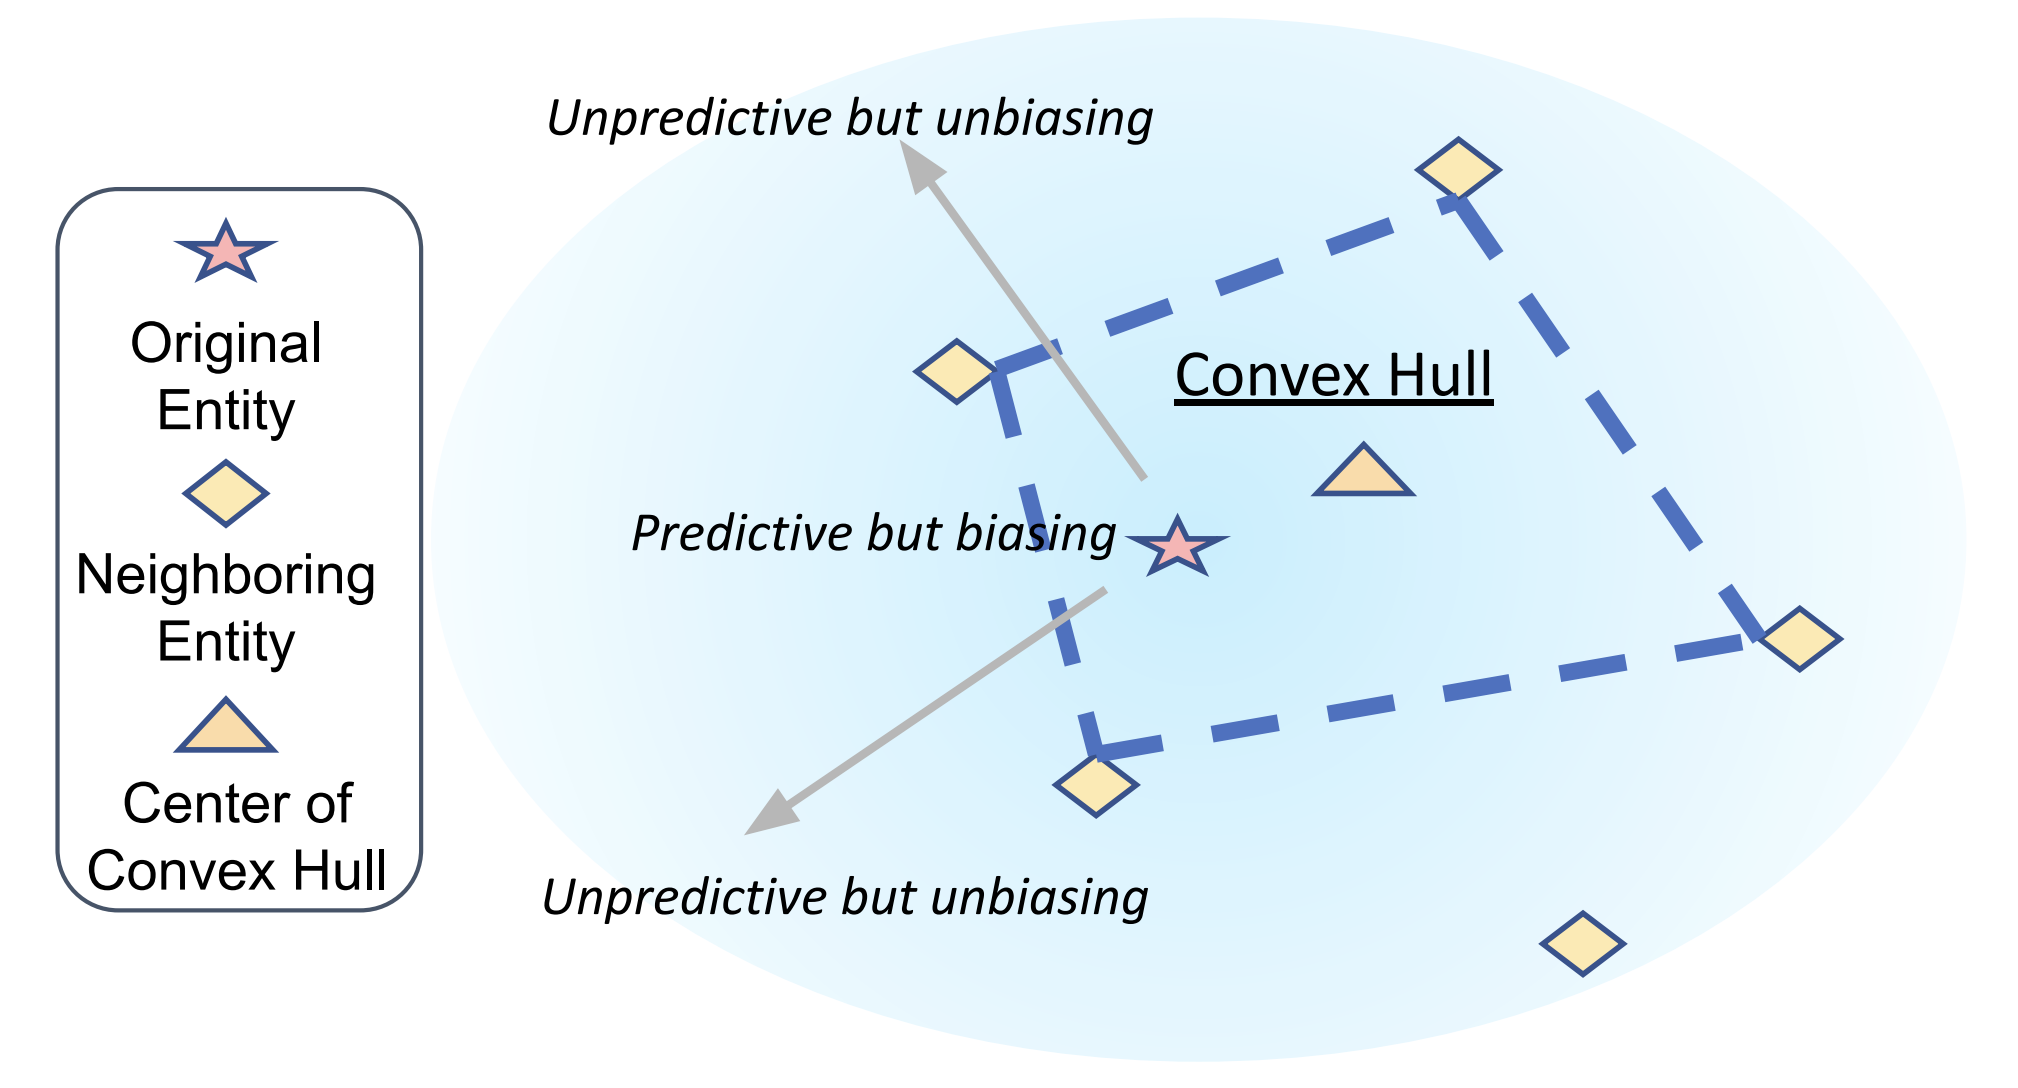 Original
Entity
Neighboring
Entity
Center of
Convex Hull
Unpredictive but unbiasing
Convex Hull
Predictive but biasing
Unpredictive but unbiasing